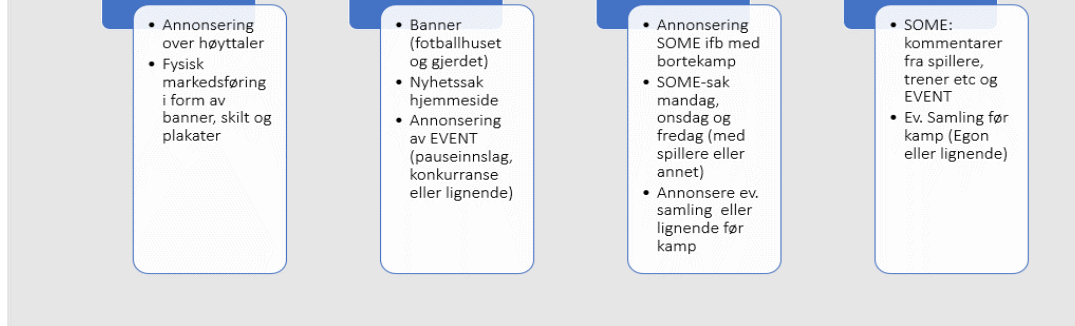 • Annonsering
over høyttaler
• Fysisk
markedsføring
i form av
banner, skilt og
plakater
• Banner
(fotballhuset
og gjerdet)
• Nyhetssak
hjemmeside
• Annonsering
av EVENT
(pauseinnslag,
konkurranse
eller lignende)
• Annonsering
SOME ifb med
bortekamp
• SOME-sak
mandag,
onsdag og
fredag (med
spillere eller
annet)
• Annonsere ev.
samling  eller
lignende før
kamp
• SOME:
kommentarer
fra spillere,
trener etc og
EVENT
• Ev. Samling før
kamp (Egon
eller lignende)